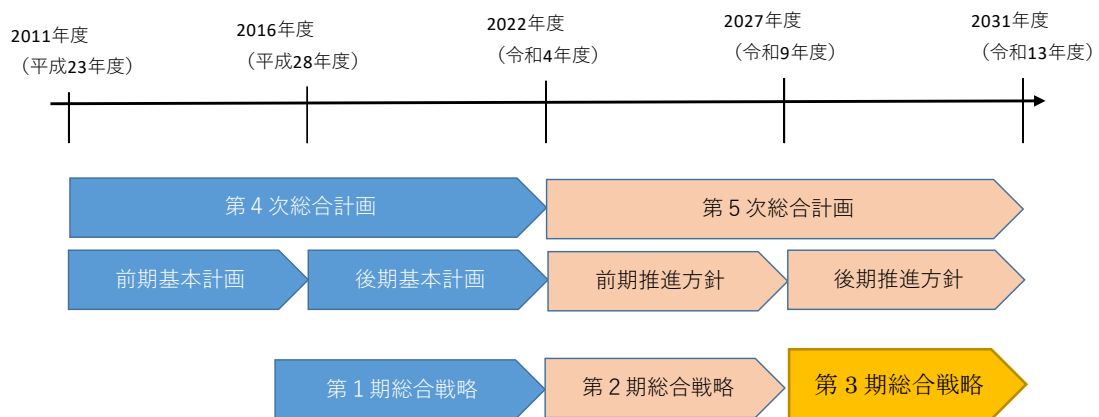 2011年度
（平成23年度）
2016年度
（平成28年度）
2022年度
（令和4年度）
2027年度
（令和9年度）
2031年度
（令和13年度）
第４次総合計画
第５次総合計画
前期基本計画
後期基本計画
前期推進方針
後期推進方針
第１期総合戦略
第２期総合戦略
第３期総合戦略